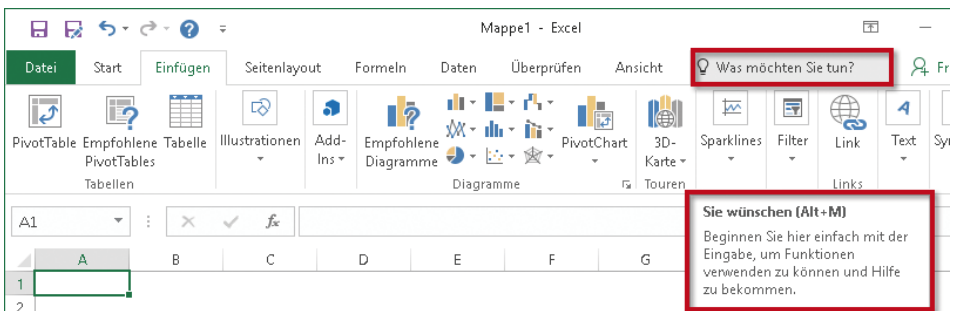 Mappe1 - Excel
Datei Start Einfügen Seitenlayout Formeln Daten Überprüfen Ansicht Was möchten Sie tun? Fr
PivotTable Empfohlene PivotTables Tabelle Illustrationen Add-Ins Empfohlene Diagramme PivotChart 3D-Karte Sparklines Filter Link Text Sy
Tabellen Diagramme Touren Links
A1 fx
Sie wünschen (Alt+M)
Beginnen Sie hier einfach mit der
Eingabe, um Funktionen
verwenden zu können und Hilfe
zu bekommen.
A B C D E F G
1
2